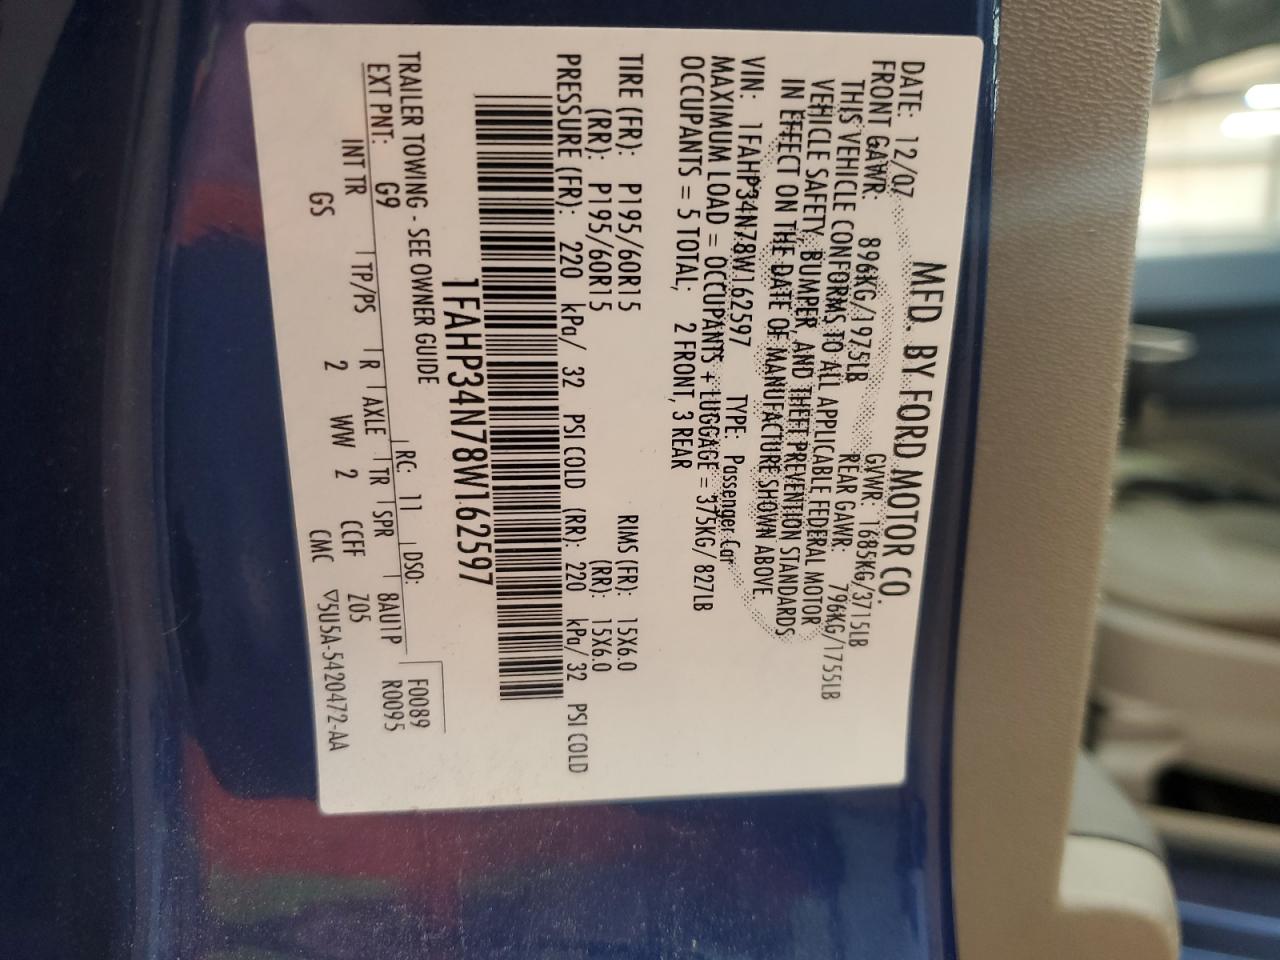 MFD. BY FORD MOTOR CO.
DATE: 12/07 GVWR: 1685KG/3715LB
FRONT GAWR: 896KG/1975LB REAR GAWR: 796KG/1755LB
THIS VEHICLE CONFORMS TO ALL APPLICABLE FEDERAL MOTOR
VEHICLE SAFETY, BUMPER, AND THEFT PREVENTION STANDARDS
IN EFFECT ON THE DATE OF MANUFACTURE SHOWN ABOVE.
VIN: 1FAHP34N78W162597 TYPE: Passenger Car
MAXIMUM LOAD = OCCUPANTS + LUGGAGE = 375KG/827LB
OCCUPANTS = 5 TOTAL, 2 FRONT, 3 REAR
TIRE (FR): P195/60R15 RIMS (FR): 15X6.0
(RR): P195/60R15 (RR): 15X6.0
PRESSURE (FR): 220 kPa/ 32 PSI COLD (RR): 220 kPa/ 32 PSI COLD
1FAHP34N78W162597
TRAILER TOWING - SEE OWNER GUIDE
F0089
EXT PNT: G9 RC: 11 DSO: R0095
INT TR TP/PS R AXLE TR SPR 8AU1P
GS 2 WW 2 CCFF Z05
CMC ▽5U5A-5420472-AA